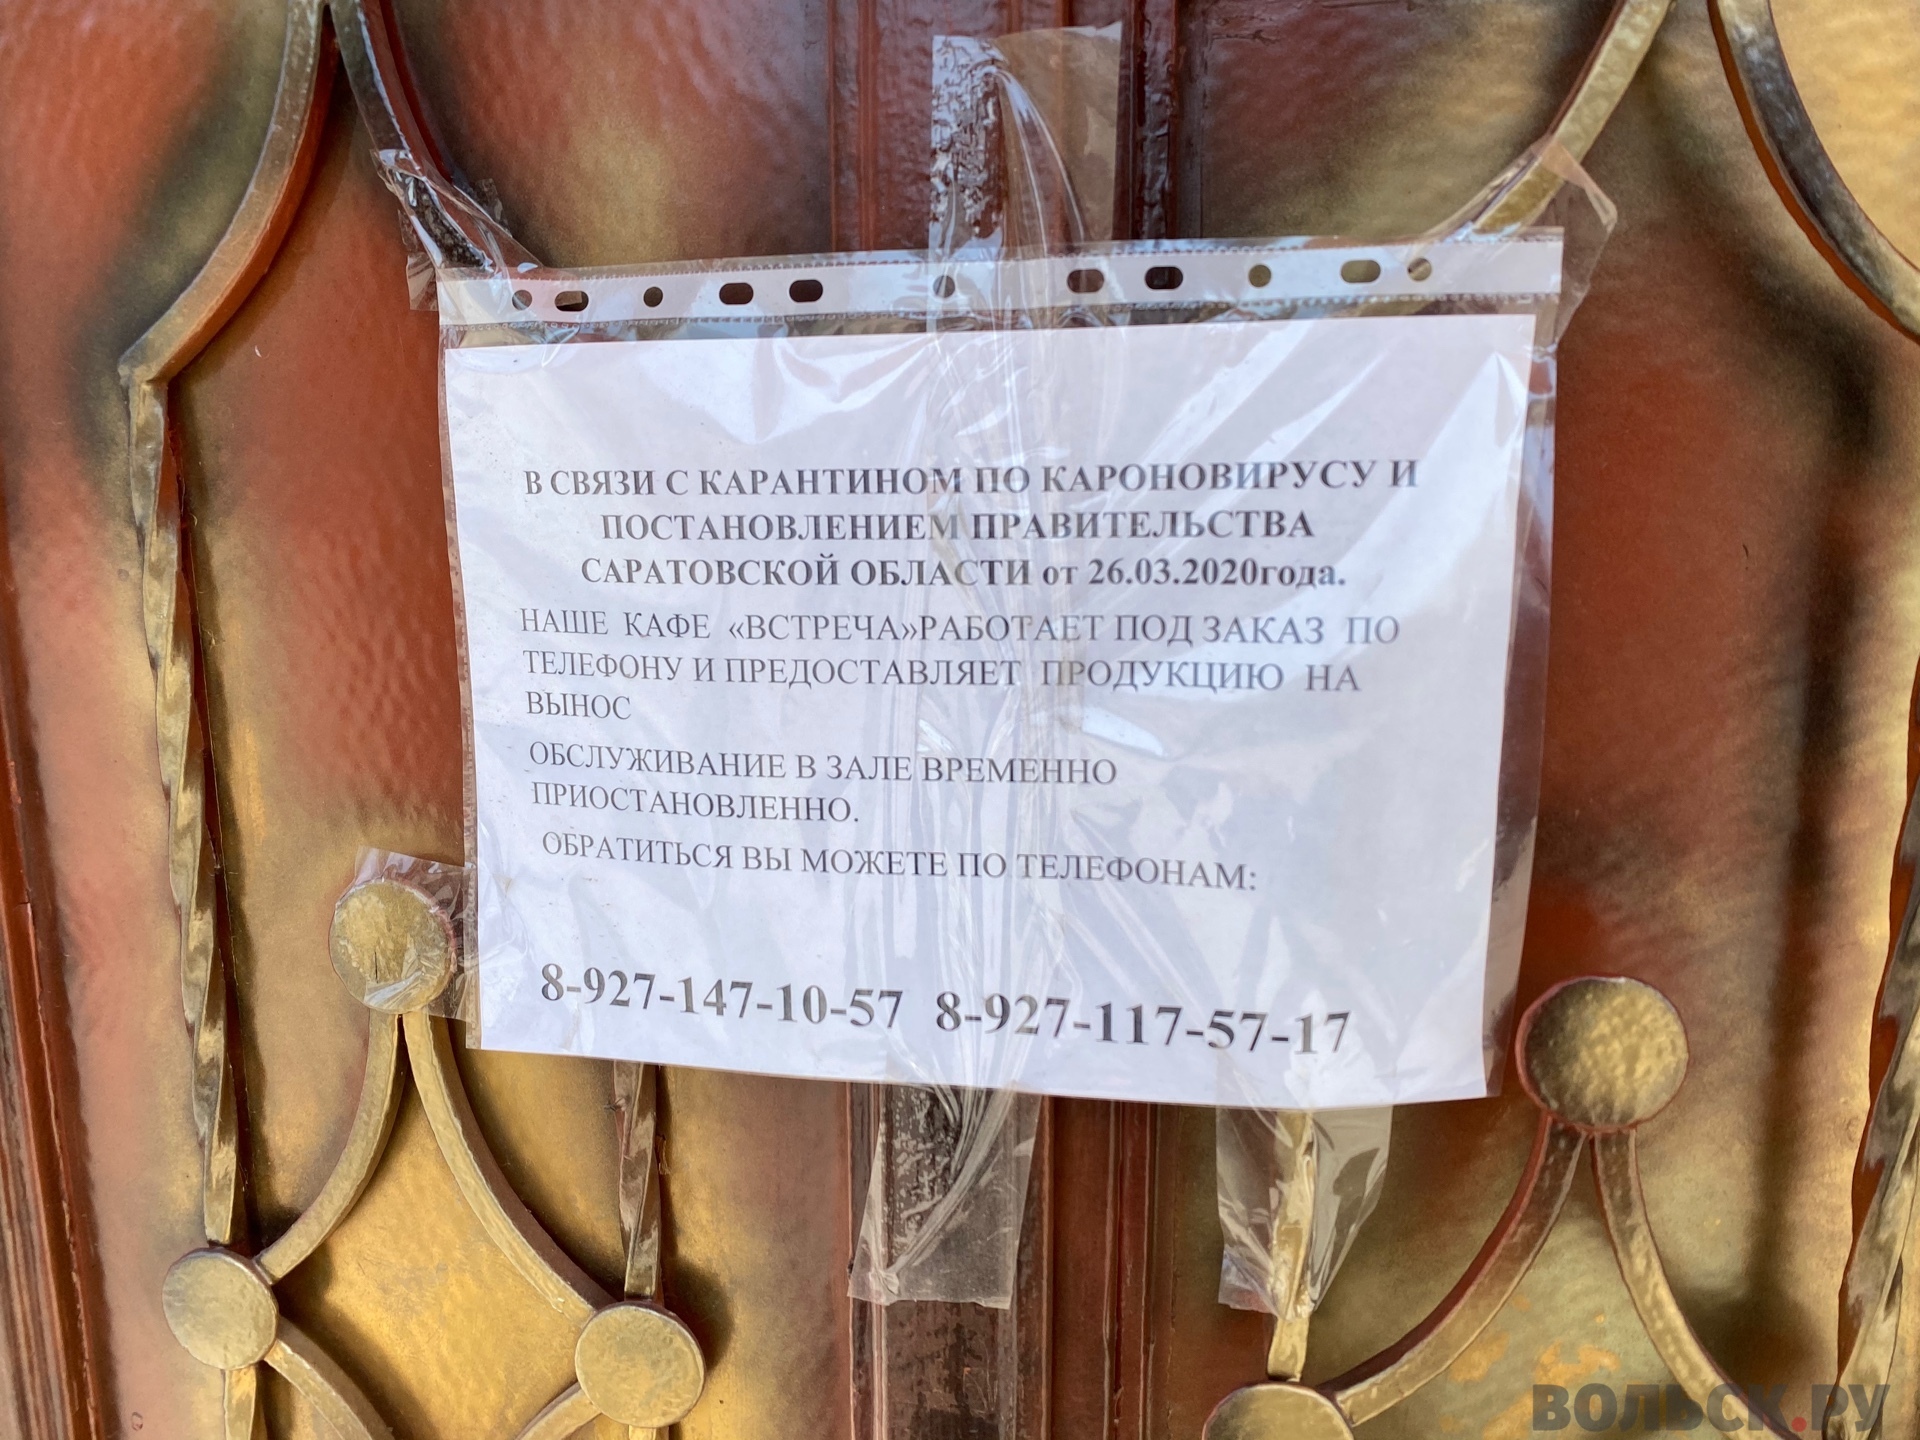 В СВЯЗИ С КАРАНТИНОМ ПО КАРОНОВИРУСУ И
ПОСТАНОВЛЕНИЕМ ПРАВИТЕЛЬСТВА
САРАТОВСКОЙ ОБЛАСТИ от 26.03.2020года.
НАШЕ КАФЕ «ВСТРЕЧА»РАБОТАЕТ ПОД ЗАКАЗ ПО
ТЕЛЕФОНУ И ПРЕДОСТАВЛЯЕТ ПРОДУКЦИЮ НА
ВЫНОС
ОБСЛУЖИВАНИЕ В ЗАЛЕ ВРЕМЕННО
ПРИОСТАНОВЛЕННО.
ОБРАТИТЬСЯ ВЫ МОЖЕТЕ ПО ТЕЛЕФОНАМ:
8-927-147-10-57 8-927-117-57-17
ВОЛЬСК.РУ